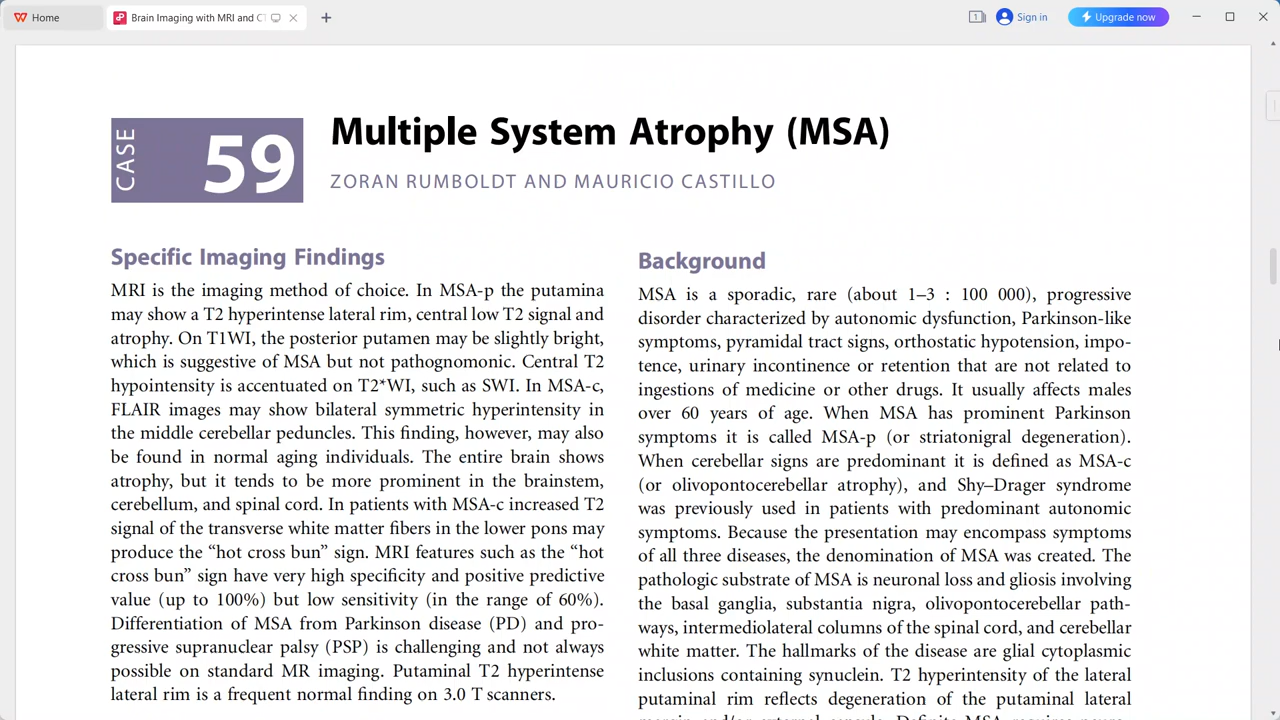 Home
Brain Imaging with MRI and C
1
Sign in
Upgrade now
CASE
59
Multiple System Atrophy (MSA)
ZORAN RUMBOLDT AND MAURICIO CASTILLO
Specific Imaging Findings
MRI is the imaging method of choice. In MSA-p the putamina
may show a T2 hyperintense lateral rim, central low T2 signal and
atrophy. On T1WI, the posterior putamen may be slightly bright,
which is suggestive of MSA but not pathognomonic. Central T2
hypointensity is accentuated on T2*WI, such as SWI. In MSA-c,
FLAIR images may show bilateral symmetric hyperintensity in
the middle cerebellar peduncles. This finding, however, may also
be found in normal aging individuals. The entire brain shows
atrophy, but it tends to be more prominent in the brainstem,
cerebellum, and spinal cord. In patients with MSA-c increased T2
signal of the transverse white matter fibers in the lower pons may
produce the “hot cross bun” sign. MRI features such as the “hot
cross bun” sign have very high specificity and positive predictive
value (up to 100%) but low sensitivity (in the range of 60%).
Differentiation of MSA from Parkinson disease (PD) and pro-
gressive supranuclear palsy (PSP) is challenging and not always
possible on standard MR imaging. Putaminal T2 hyperintense
lateral rim is a frequent normal finding on 3.0 T scanners.
Background
MSA is a sporadic, rare (about 1–3 : 100 000), progressive
disorder characterized by autonomic dysfunction, Parkinson-like
symptoms, pyramidal tract signs, orthostatic hypotension, impo-
tence, urinary incontinence or retention that are not related to
ingestions of medicine or other drugs. It usually affects males
over 60 years of age. When MSA has prominent Parkinson
symptoms it is called MSA-p (or striatonigral degeneration).
When cerebellar signs are predominant it is defined as MSA-c
(or olivopontocerebellar atrophy), and Shy–Drager syndrome
was previously used in patients with predominant autonomic
symptoms. Because the presentation may encompass symptoms
of all three diseases, the denomination of MSA was created. The
pathologic substrate of MSA is neuronal loss and gliosis involving
the basal ganglia, substantia nigra, olivopontocerebellar path-
ways, intermediolateral columns of the spinal cord, and cerebellar
white matter. The hallmarks of the disease are glial cytoplasmic
inclusions containing synuclein. T2 hyperintensity of the lateral
putaminal rim reflects degeneration of the putaminal lateral